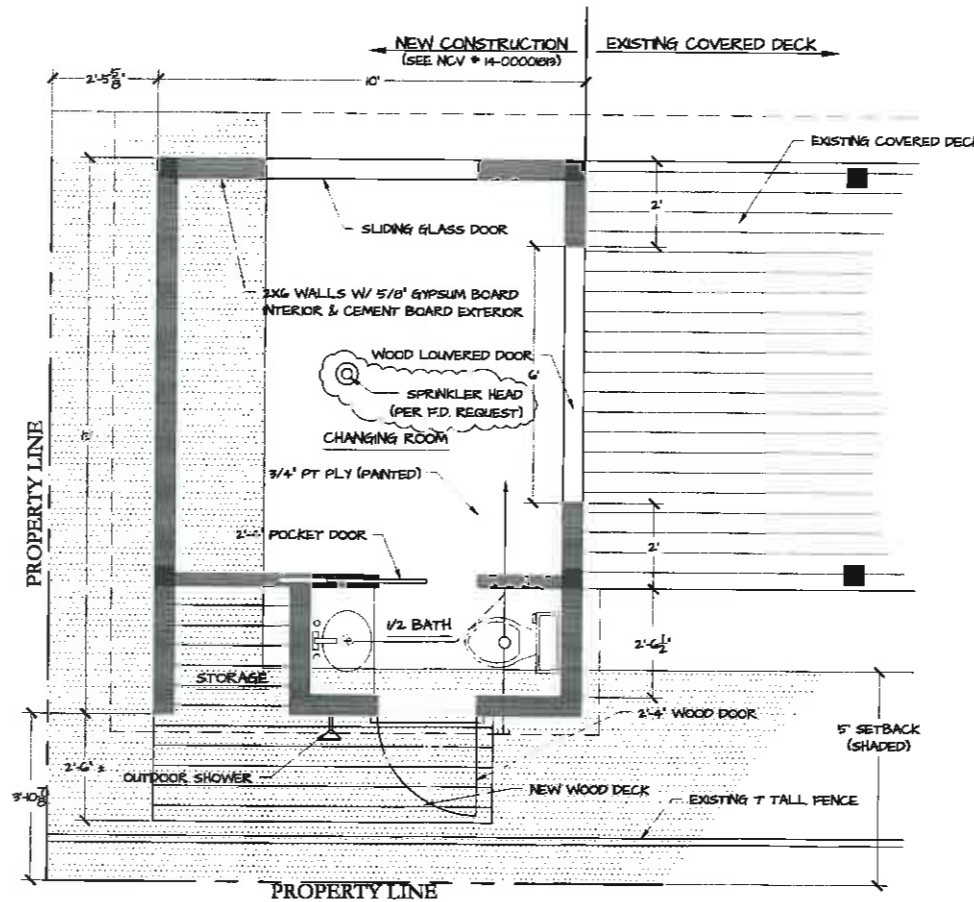 NEW CONSTRUCTION
(SEE NCV # 14-00001813)
EXISTING COVERED DECK
2'-5 5/8"
10'
EXISTING COVERED DECK
2'
SLIDING GLASS DOOR
2X6 WALLS W/ 5/8" GYPSUM BOARD
INTERIOR & CEMENT BOARD EXTERIOR
WOOD LOUVERED DOOR
6'
SPRINKLER HEAD
(PER F.D. REQUEST)
CHANGING ROOM
3/4" PT PLY (PAINTED)
PROPERTY LINE
POCKET DOOR
2'
1/2 BATH
2'-6 1/2"
STORAGE
2'-4" WOOD DOOR
5' SETBACK
(SHADED)
2'-6" ±
OUTDOOR SHOWER
NEW WOOD DECK
3'-10 7/8"
EXISTING 7' TALL FENCE
PROPERTY LINE